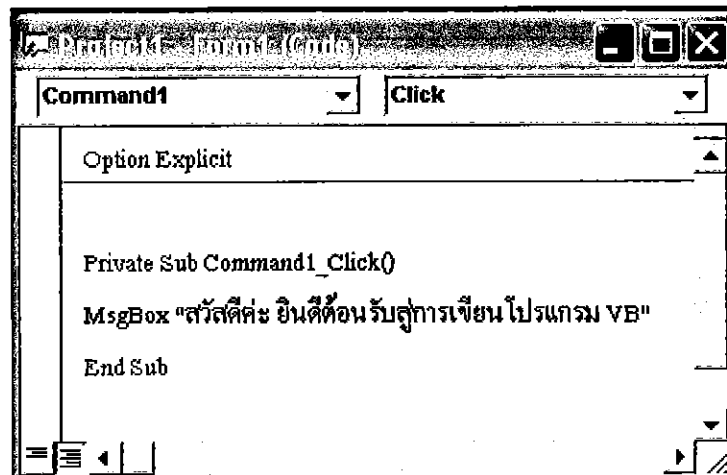 Project1 - Form1 (Code)
Command1 Click
Option Explicit
Private Sub Command1_Click()
MsgBox "สวัสดีค่ะ ยินดีต้อนรับสู่การเขียนโปรแกรม VB"
End Sub